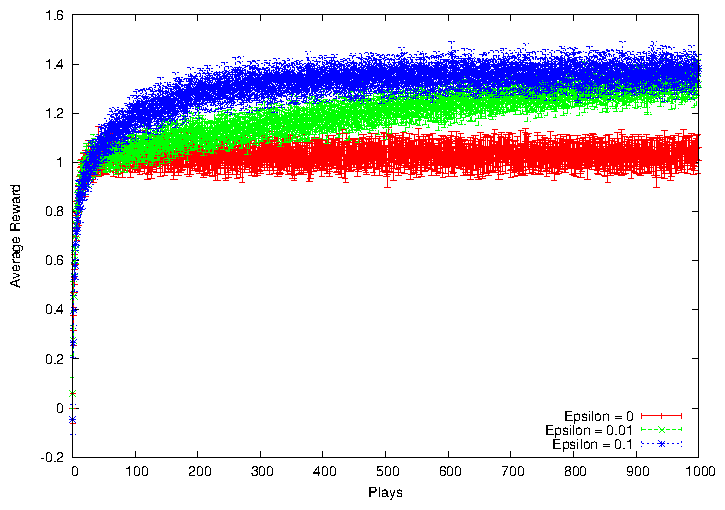 1.6
1.4
1.2
1
0.8
0.6
0.4
0.2
0
-0.2
Average Reward
Epsilon = 0
Epsilon = 0.01
Epsilon = 0.1
0 100 200 300 400 500 600 700 800 900 1000
Plays